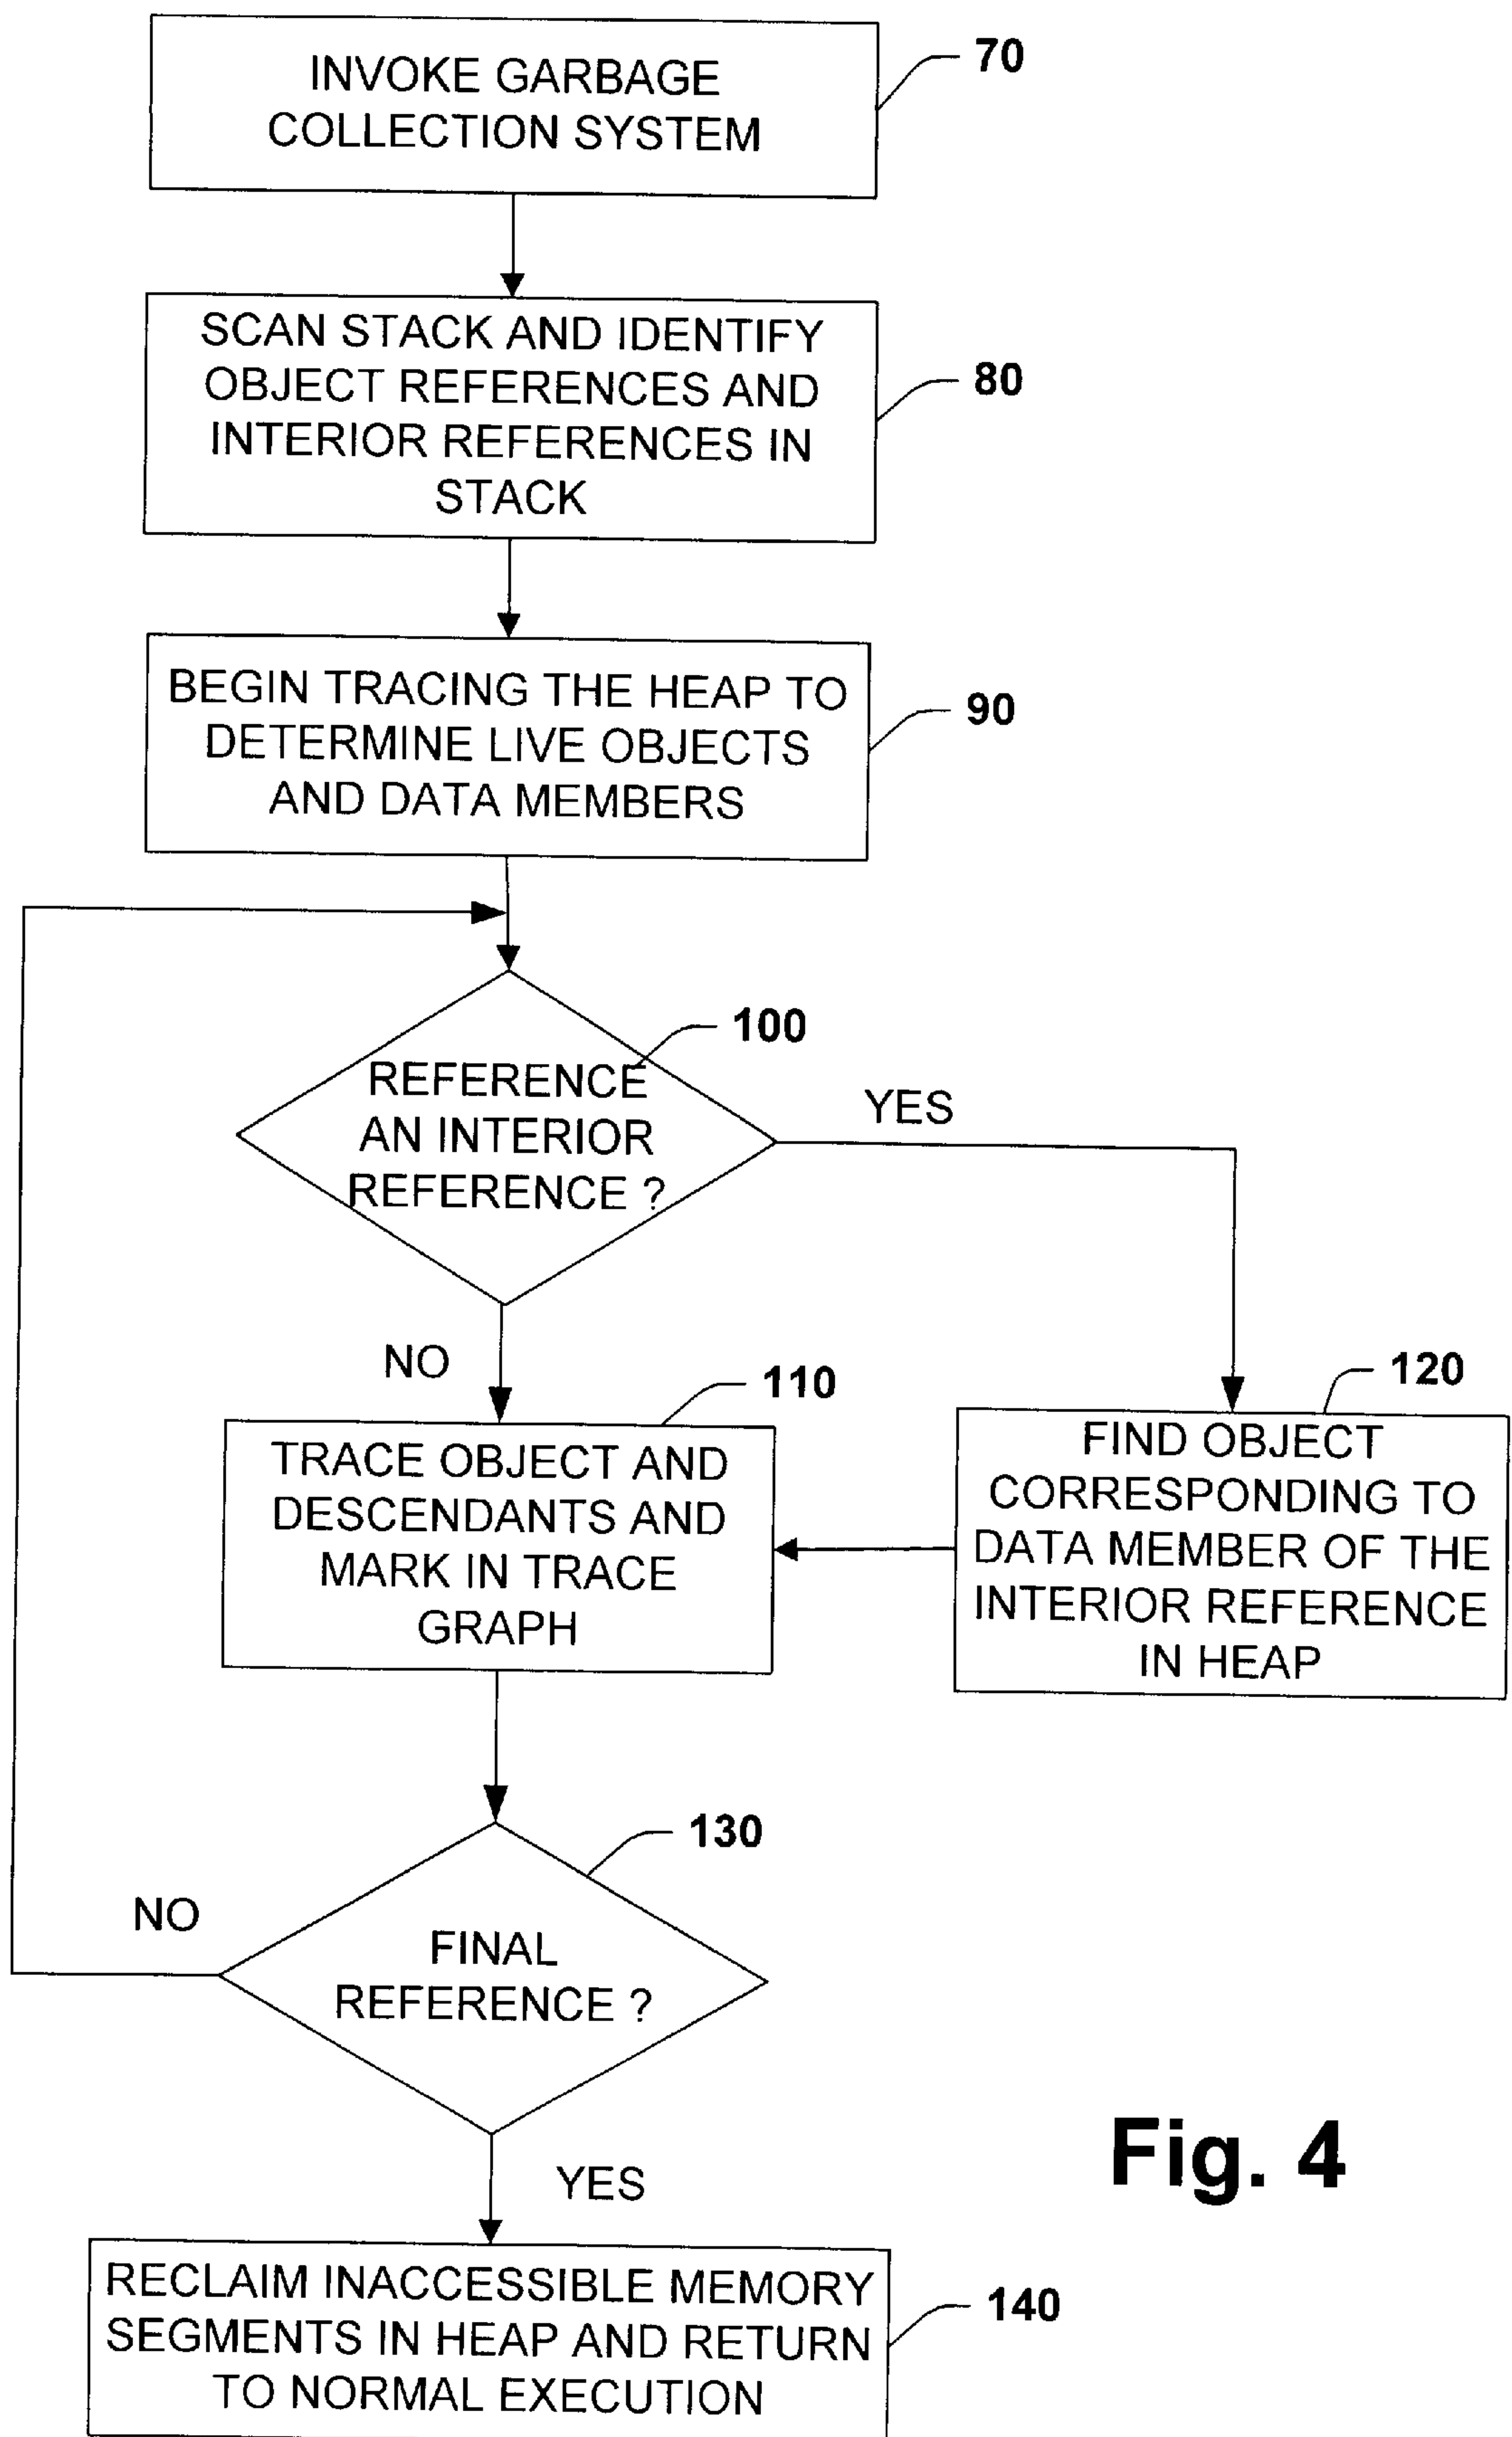 INVOKE GARBAGE
COLLECTION SYSTEM
70
SCAN STACK AND IDENTIFY
OBJECT REFERENCES AND
INTERIOR REFERENCES IN
STACK
80
BEGIN TRACING THE HEAP TO
DETERMINE LIVE OBJECTS
AND DATA MEMBERS
90
100
REFERENCE
AN INTERIOR
REFERENCE ?
YES
NO
110
TRACE OBJECT AND
DESCENDANTS AND
MARK IN TRACE
GRAPH
120
FIND OBJECT
CORRESPONDING TO
DATA MEMBER OF THE
INTERIOR REFERENCE
IN HEAP
130
NO
FINAL
REFERENCE ?
YES
Fig. 4
RECLAIM INACCESSIBLE MEMORY
SEGMENTS IN HEAP AND RETURN
TO NORMAL EXECUTION
140